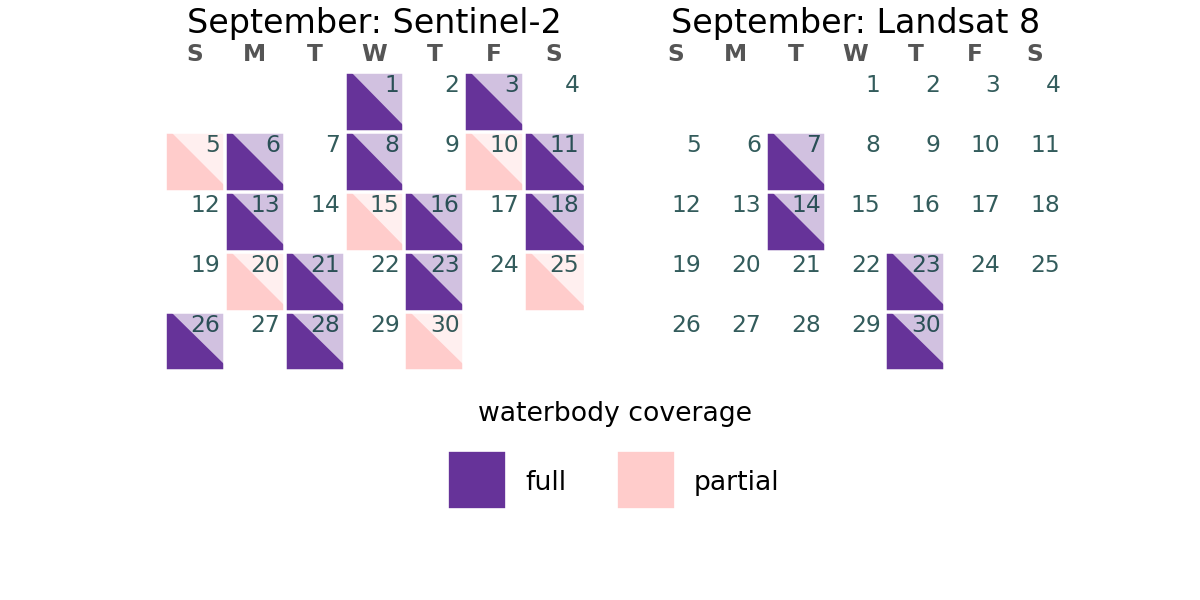 September: Sentinel-2
S M T W T F S
1 2 3 4
5 6 7 8 9 10 11
12 13 14 15 16 17 18
19 20 21 22 23 24 25
26 27 28 29 30
September: Landsat 8
S M T W T F S
1 2 3 4
5 6 7 8 9 10 11
12 13 14 15 16 17 18
19 20 21 22 23 24 25
26 27 28 29 30
waterbody coverage
full partial